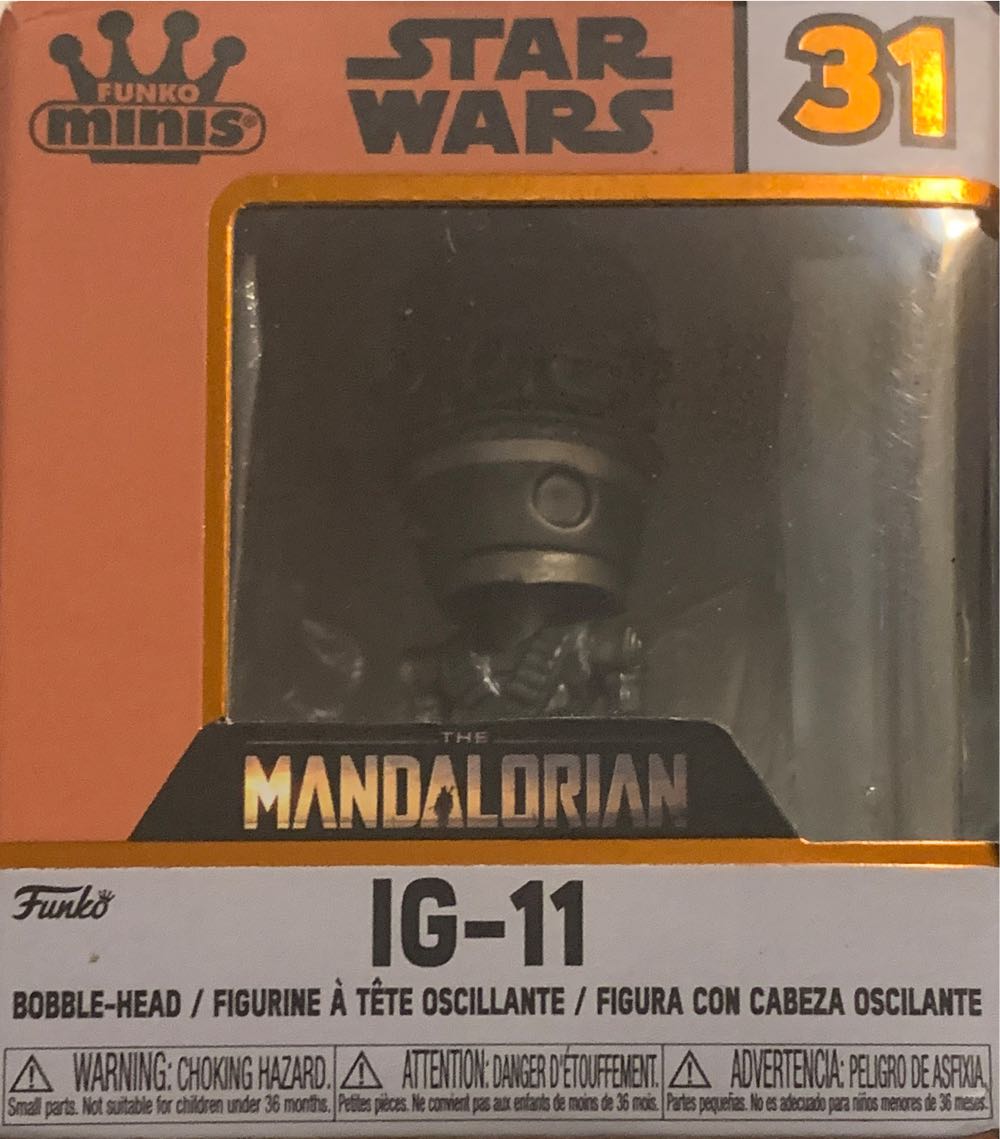 FUNKO
minis®
STAR
WARS
31
THE
MANDALORIAN
Funko
IG-11
BOBBLE-HEAD / FIGURINE À TÊTE OSCILLANTE / FIGURA CON CABEZA OSCILANTE
WARNING: CHOKING HAZARD.
Small parts. Not suitable for children under 36 months.
ATTENTION: DANGER D'ÉTOUFFEMENT.
Petites pièces. Ne convient pas aux enfants de moins de 36 mois.
ADVERTENCIA: PELIGRO DE ASFIXIA.
Partes pequeñas. No es adecuado para niños menores de 36 meses.